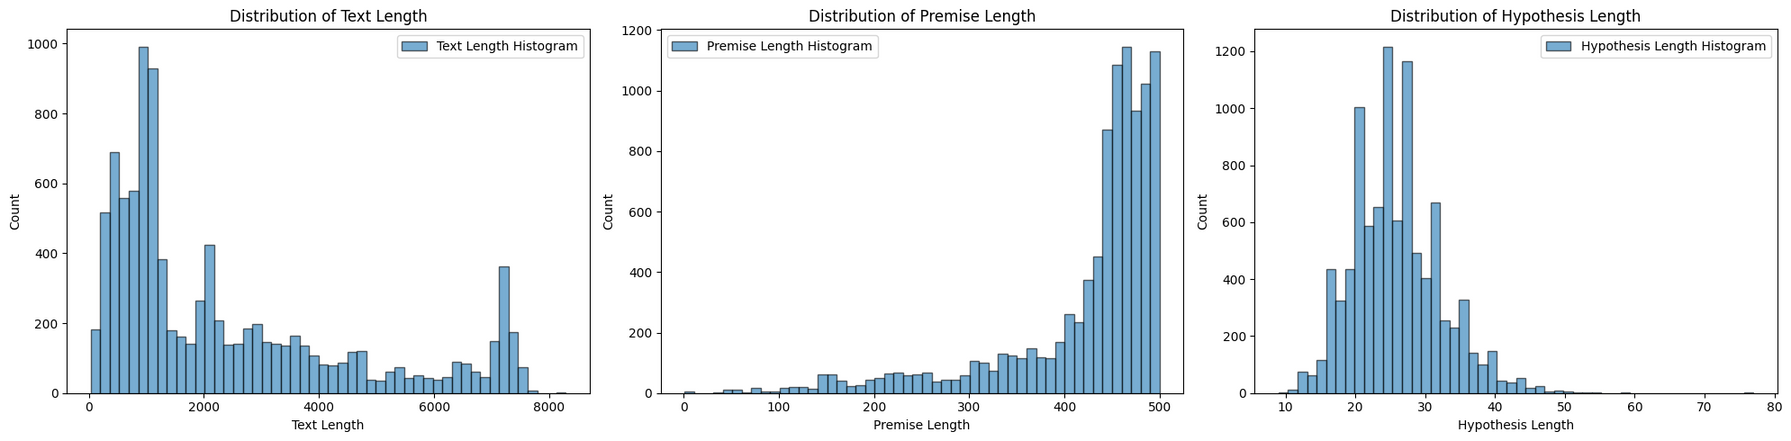 Distribution of Text Length
Text Length Histogram
Count
1000
800
600
400
200
0
0 2000 4000 6000 8000
Text Length
Distribution of Premise Length
Premise Length Histogram
Count
1200
1000
800
600
400
200
0
0 100 200 300 400 500
Premise Length
Distribution of Hypothesis Length
Hypothesis Length Histogram
Count
1200
1000
800
600
400
200
0
10 20 30 40 50 60 70 80
Hypothesis Length